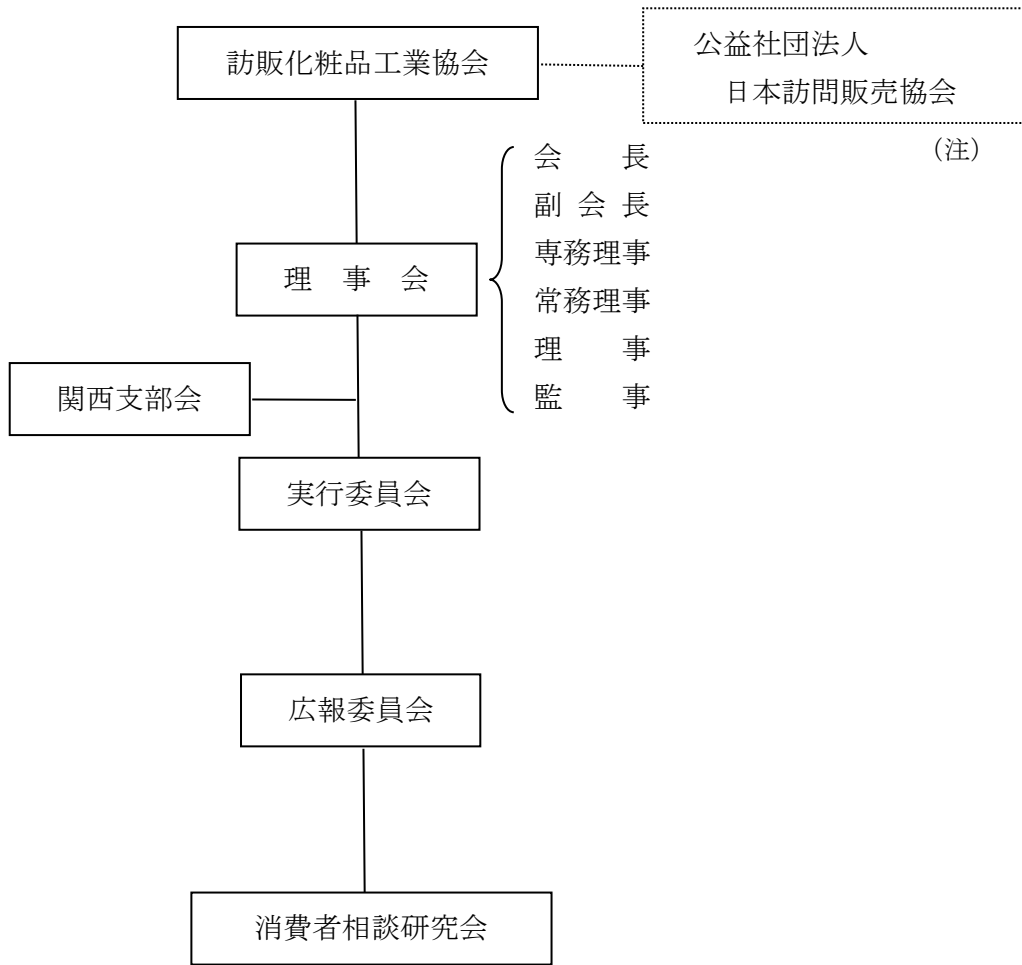 訪販化粧品工業協会
公益社団法人
日本訪問販売協会
（注）
会　　長
副 会 長
専務理事
常務理事
理　　事
監　　事
理　事　会
関西支部会
実行委員会
広報委員会
消費者相談研究会